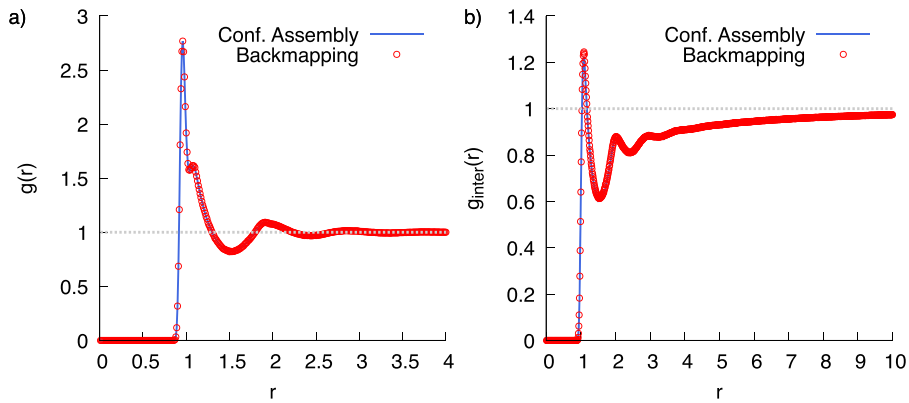 a)
Conf. Assembly
Backmapping
g(r)
3
2.5
2
1.5
1
0.5
0
0 0.5 1 1.5 2 2.5 3 3.5 4
r
b)
Conf. Assembly
Backmapping
ginter(r)
1.4
1.2
1
0.8
0.6
0.4
0.2
0
0 1 2 3 4 5 6 7 8 9 10
r